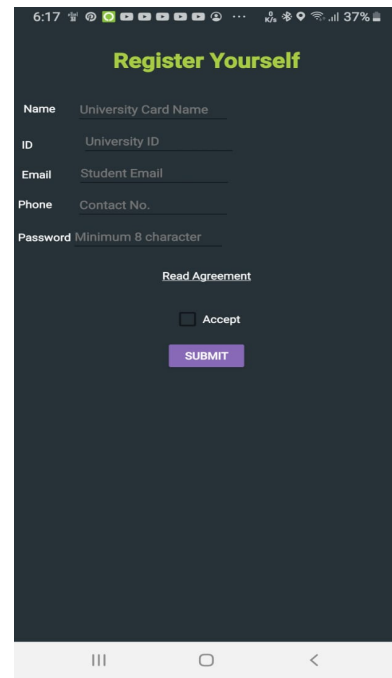 6:17 ··· 0 K/s 37%
Register Yourself
Name University Card Name
ID University ID
Email Student Email
Phone Contact No.
Password Minimum 8 character
Read Agreement
Accept
SUBMIT